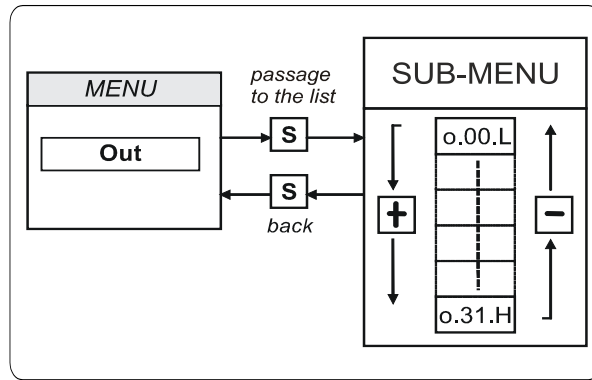 MENU
Out
passage
to the list
S
S
back
SUB-MENU
o.00.L
+
−
o.31.H